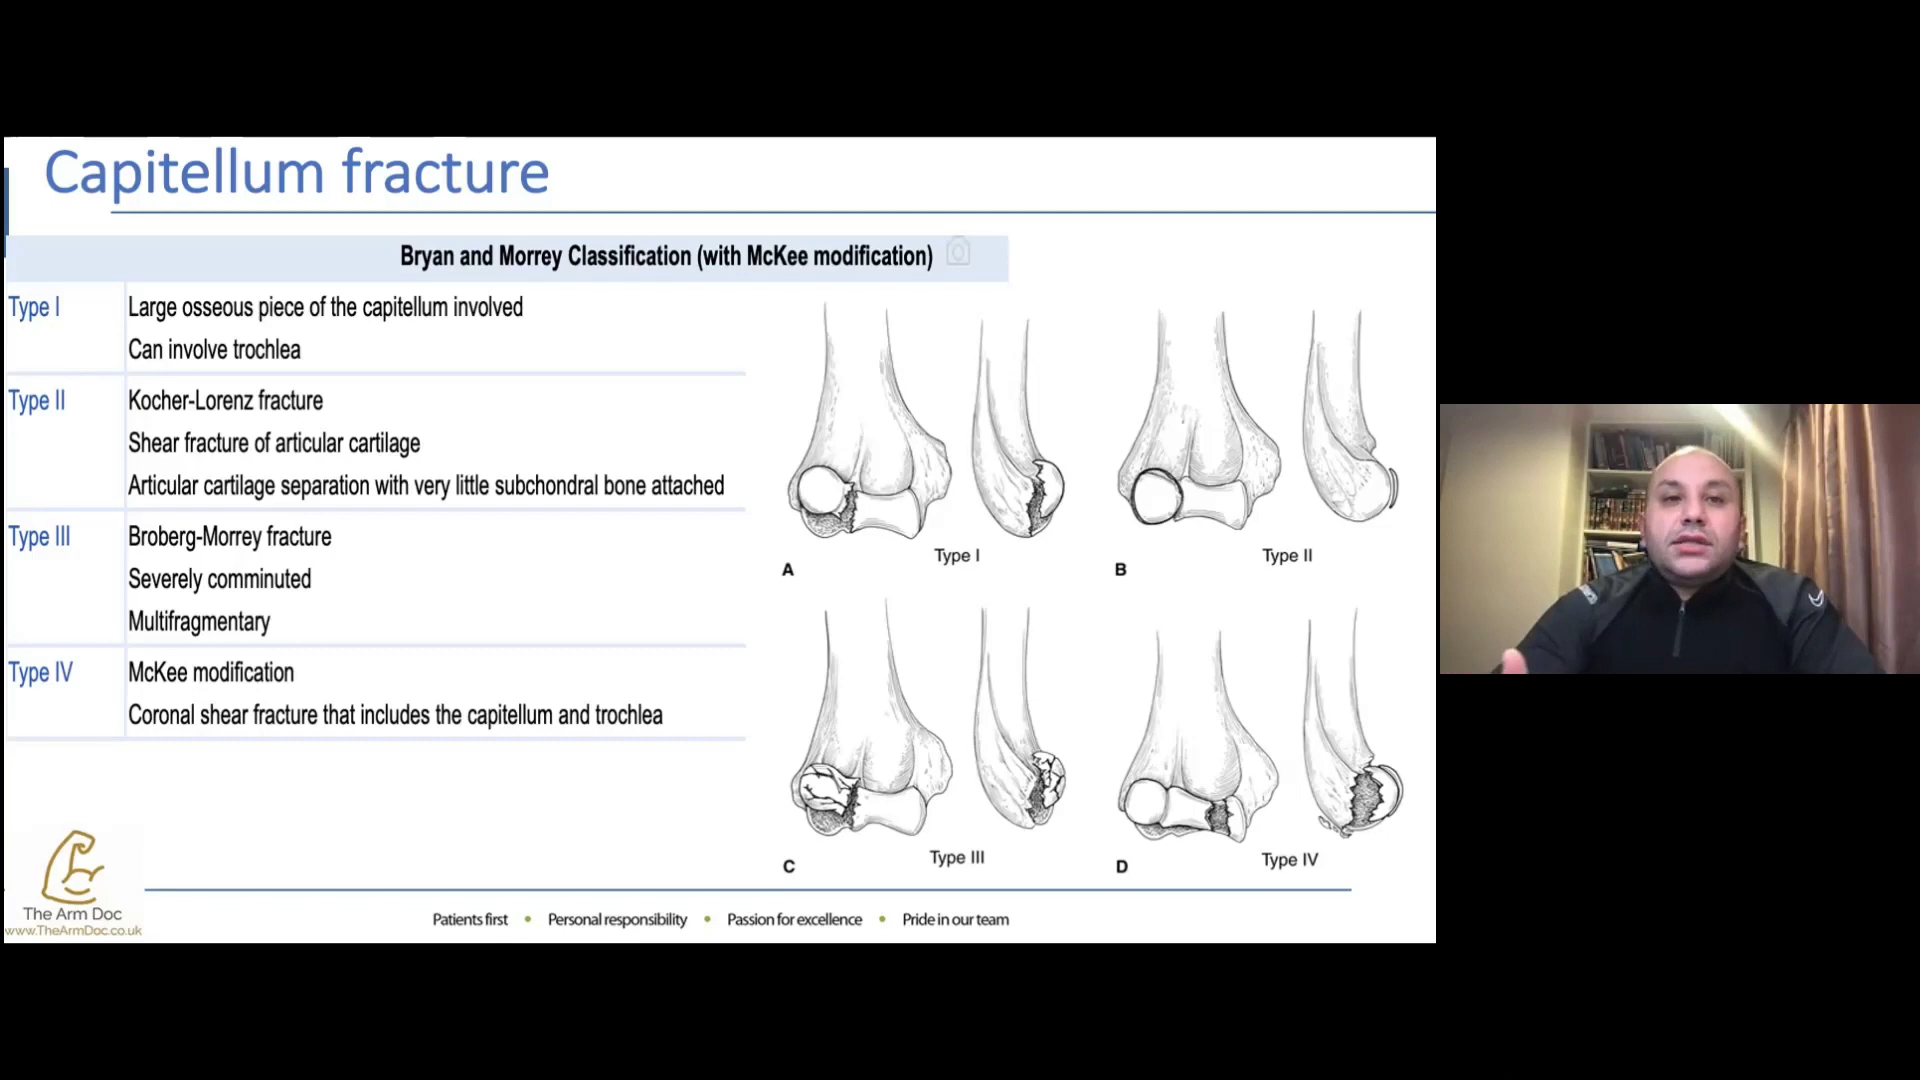 Capitellum fracture
Bryan and Morrey Classification (with McKee modification)
Type I
Large osseous piece of the capitellum involved
Can involve trochlea
Type II
Kocher-Lorenz fracture
Shear fracture of articular cartilage
Articular cartilage separation with very little subchondral bone attached
Type III
Broberg-Morrey fracture
Severely comminuted
Multifragmentary
Type IV
McKee modification
Coronal shear fracture that includes the capitellum and trochlea
A
Type I
B
Type II
C
Type III
D
Type IV
The Arm Doc
www.TheArmDoc.co.uk
Patients first • Personal responsibility • Passion for excellence • Pride in our team